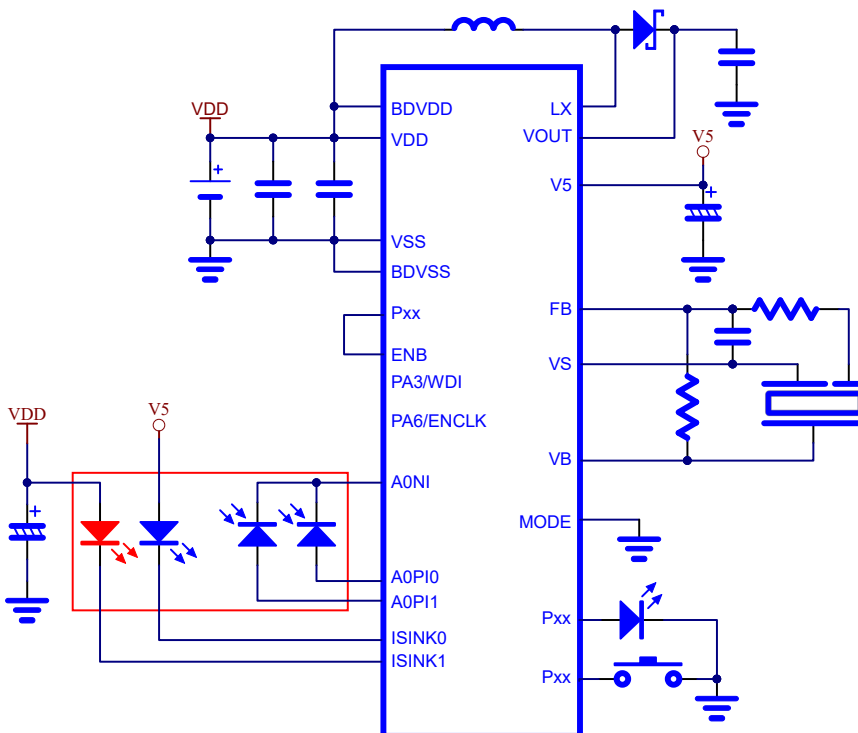 VDD
BDVDD
VDD
VSS
BDVSS
Pxx
ENB
PA3/WDI
PA6/ENCLK
VDD
V5
A0NI
A0PI0
A0PI1
ISINK0
ISINK1
LX
VOUT
V5
V5
FB
VS
VB
MODE
Pxx
Pxx